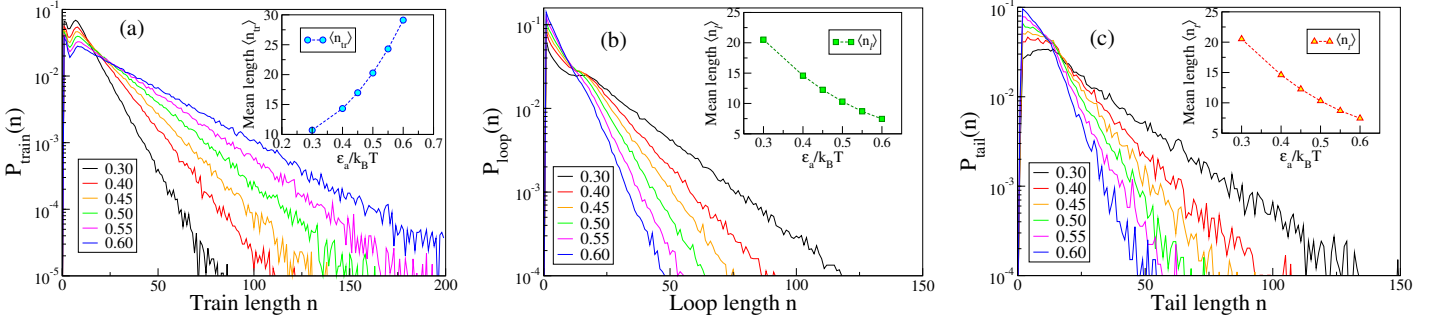 (a)
P_train(n)
10^-1
10^-2
10^-3
10^-4
10^-5
0 50 100 150 200
Train length n
0.30
0.40
0.45
0.50
0.55
0.60
Mean length ⟨n_tr⟩
30
25
20
15
10
0.2 0.3 0.4 0.5 0.6 0.7
ε_a/k_BT
⟨n_tr⟩
(b)
P_loop(n)
10^-1
10^-2
10^-3
10^-4
0 50 100 150
Loop length n
0.30
0.40
0.45
0.50
0.55
0.60
Mean length ⟨n_l⟩
25
20
15
10
5
0.3 0.4 0.5 0.6
ε_a/k_BT
⟨n_l⟩
(c)
P_tail(n)
10^-1
10^-2
10^-3
10^-4
0 50 100 150
Tail length n
0.30
0.40
0.45
0.50
0.55
0.60
Mean length ⟨n_l⟩
25
20
15
10
5
0.3 0.4 0.5 0.6
ε_a/k_BT